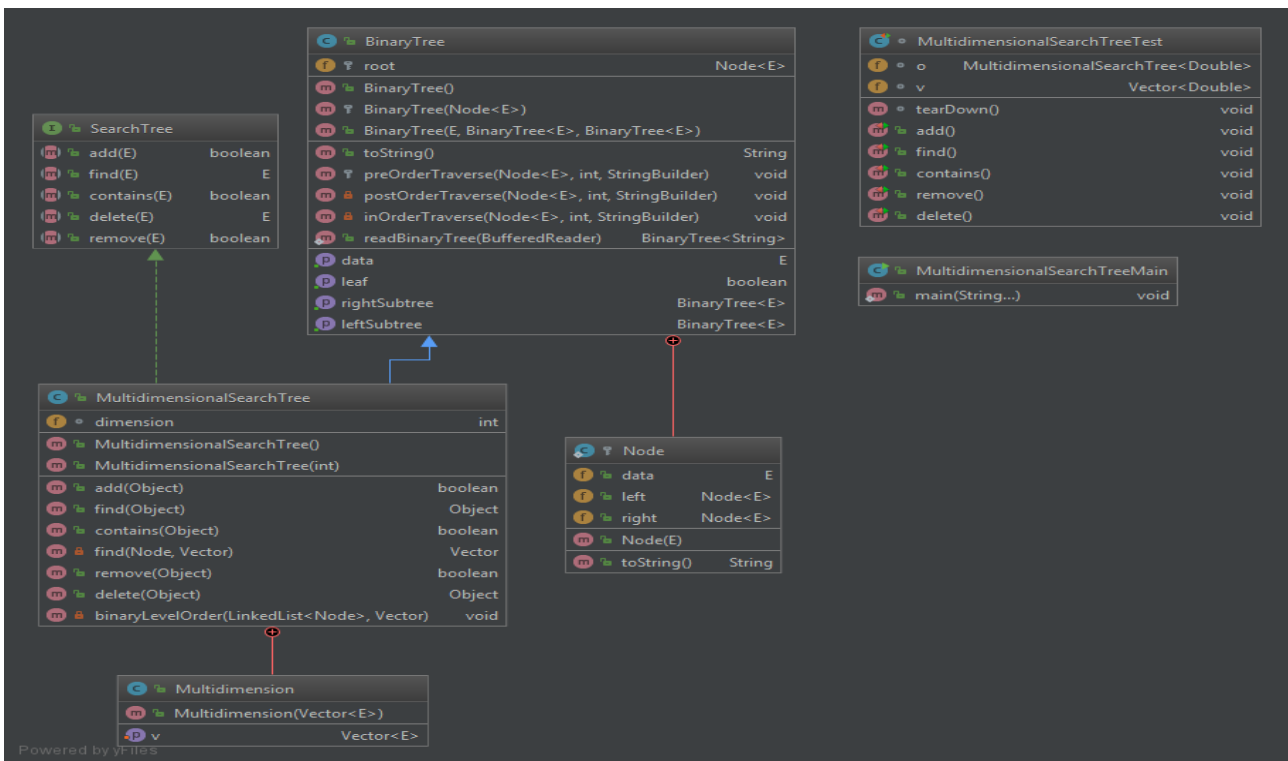 BinaryTree
root Node<E>
BinaryTree()
BinaryTree(Node<E>)
BinaryTree(E, BinaryTree<E>, BinaryTree<E>)
toString() String
preOrderTraverse(Node<E>, int, StringBuilder) void
postOrderTraverse(Node<E>, int, StringBuilder) void
inOrderTraverse(Node<E>, int, StringBuilder) void
readBinaryTree(BufferedReader) BinaryTree<String>
data E
leaf boolean
rightSubtree BinaryTree<E>
leftSubtree BinaryTree<E>
MultidimensionalSearchTreeTest
o MultidimensionalSearchTree<Double>
v Vector<Double>
tearDown() void
add() void
find() void
contains() void
remove() void
delete() void
SearchTree
add(E) boolean
find(E) E
contains(E) boolean
delete(E) E
remove(E) boolean
MultidimensionalSearchTreeMain
main(String...) void
MultidimensionalSearchTree
dimension int
MultidimensionalSearchTree()
MultidimensionalSearchTree(int)
add(Object) boolean
find(Object) Object
contains(Object) boolean
find(Node, Vector) Vector
remove(Object) boolean
delete(Object) Object
binaryLevelOrder(LinkedList<Node>, Vector) void
Node
data E
left Node<E>
right Node<E>
Node(E)
toString() String
Multidimension
Multidimension(Vector<E>)
v Vector<E>
Powered by yFiles